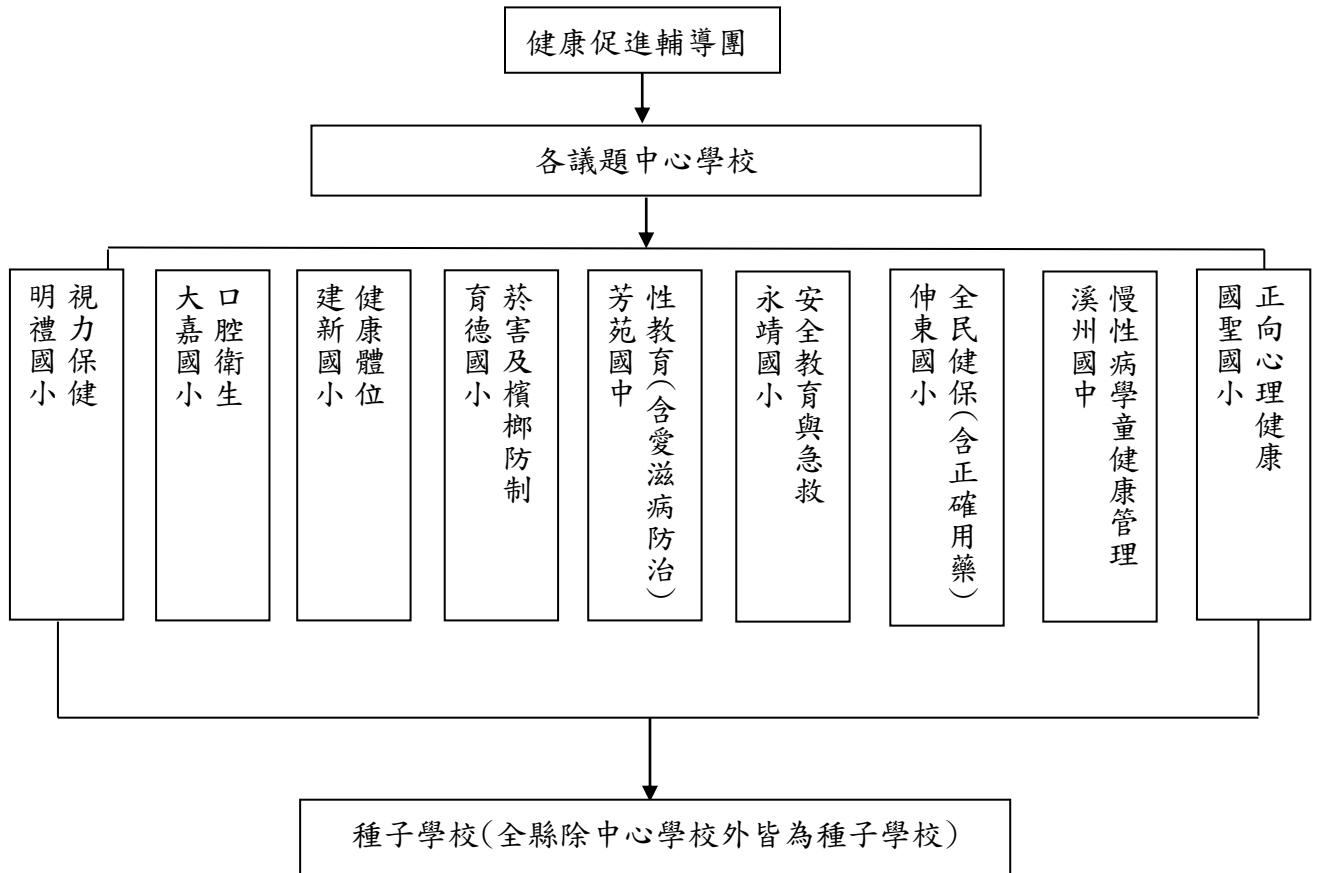 健康促進輔導團
各議題中心學校
視力保健
明禮國小
口腔衛生
大嘉國小
健康體位
建新國小
菸害及檳榔防制
育德國小
性教育(含愛滋病防治)
芳苑國中
安全教育與急救
永靖國小
全民健保(含正確用藥)
伸東國小
慢性病學童健康管理
溪州國中
正向心理健康
國聖國小
種子學校(全縣除中心學校外皆為種子學校)